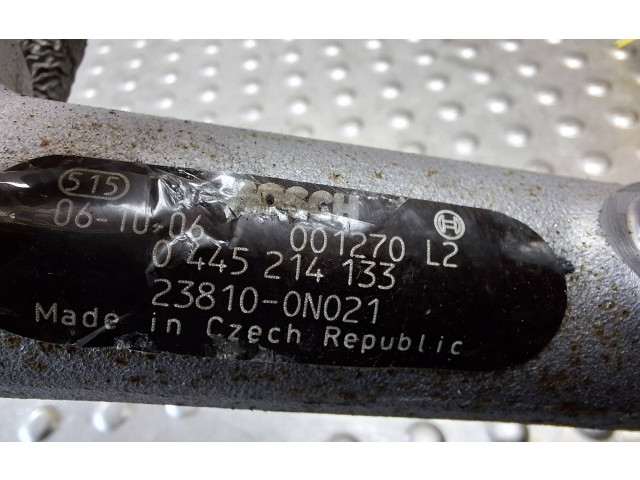 515 BOSCH
06-10-06 001270 L2
0 445 214 133
23810-0N021
Made in Czech Republic